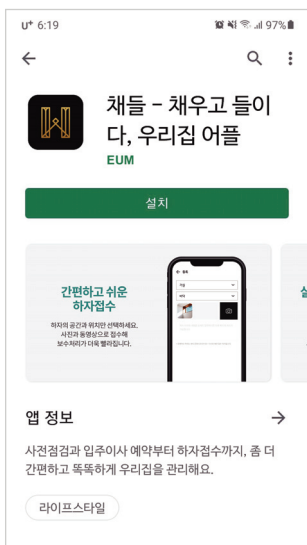 U+ 6:19 97%
채들 – 채우고 들이
다, 우리집 어플
EUM
설치
간편하고 쉬운
하자접수
하자의 공간과 위치만 선택하세요.
사진과 동영상으로 접수해
보수처리가 더욱 빨라집니다.
앱 정보
사전점검과 입주이사 예약부터 하자접수까지, 좀 더
간편하고 똑똑하게 우리집을 관리해요.
라이프스타일